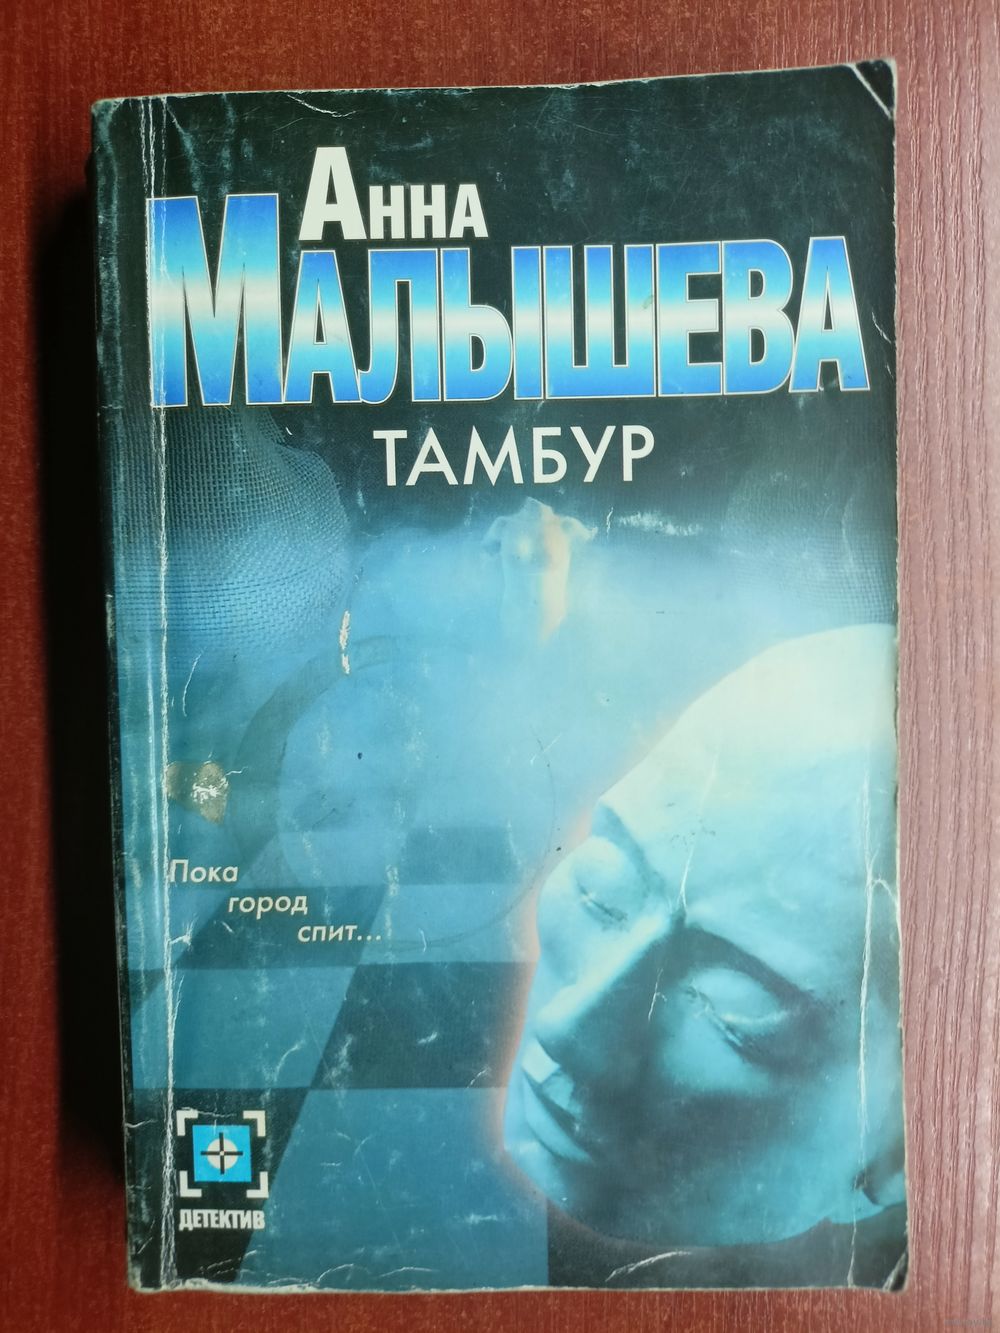 Анна
Малышева
ТАМБУР
Пока
город
спит...
ДЕТЕКТИВ